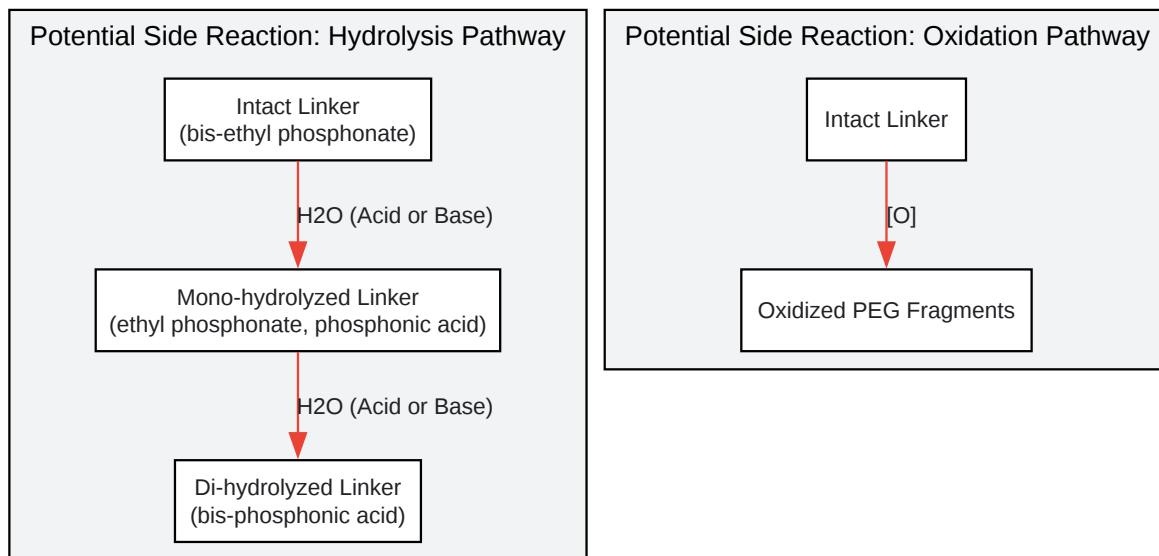 Potential Side Reaction: Hydrolysis Pathway
Intact Linker
(bis-ethyl phosphonate)
H2O (Acid or Base)
Mono-hydrolyzed Linker
(ethyl phosphonate, phosphonic acid)
H2O (Acid or Base)
Di-hydrolyzed Linker
(bis-phosphonic acid)
Potential Side Reaction: Oxidation Pathway
Intact Linker
[O]
Oxidized PEG Fragments